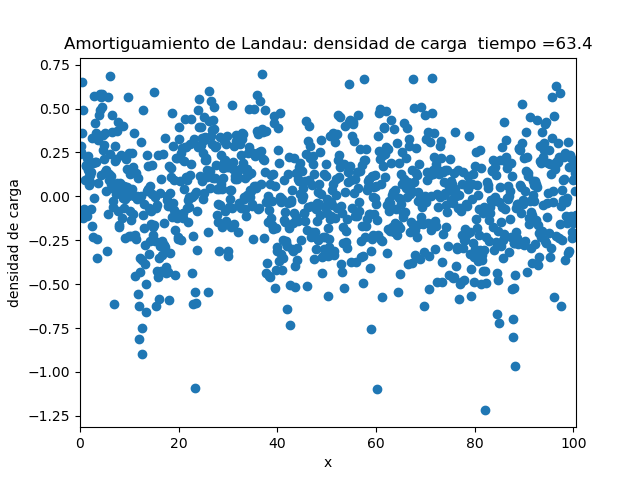 Amortiguamiento de Landau: densidad de carga  tiempo =63.4
0.75
0.50
0.25
0.00
−0.25
−0.50
−0.75
−1.00
−1.25
densidad de carga
0 20 40 60 80 100
x